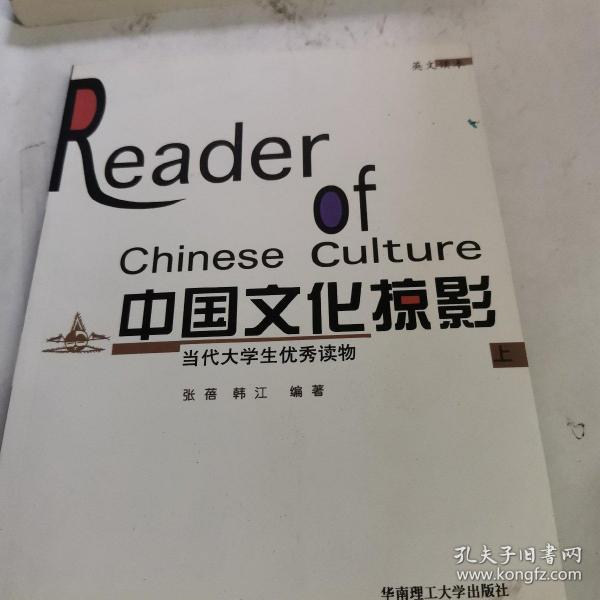 英文读本
Reader
of
Chinese Culture
中国文化掠影
当代大学生优秀读物
上
张蓓 韩江 编著
华南理工大学出版社
孔夫子旧书网
www.kongfz.com